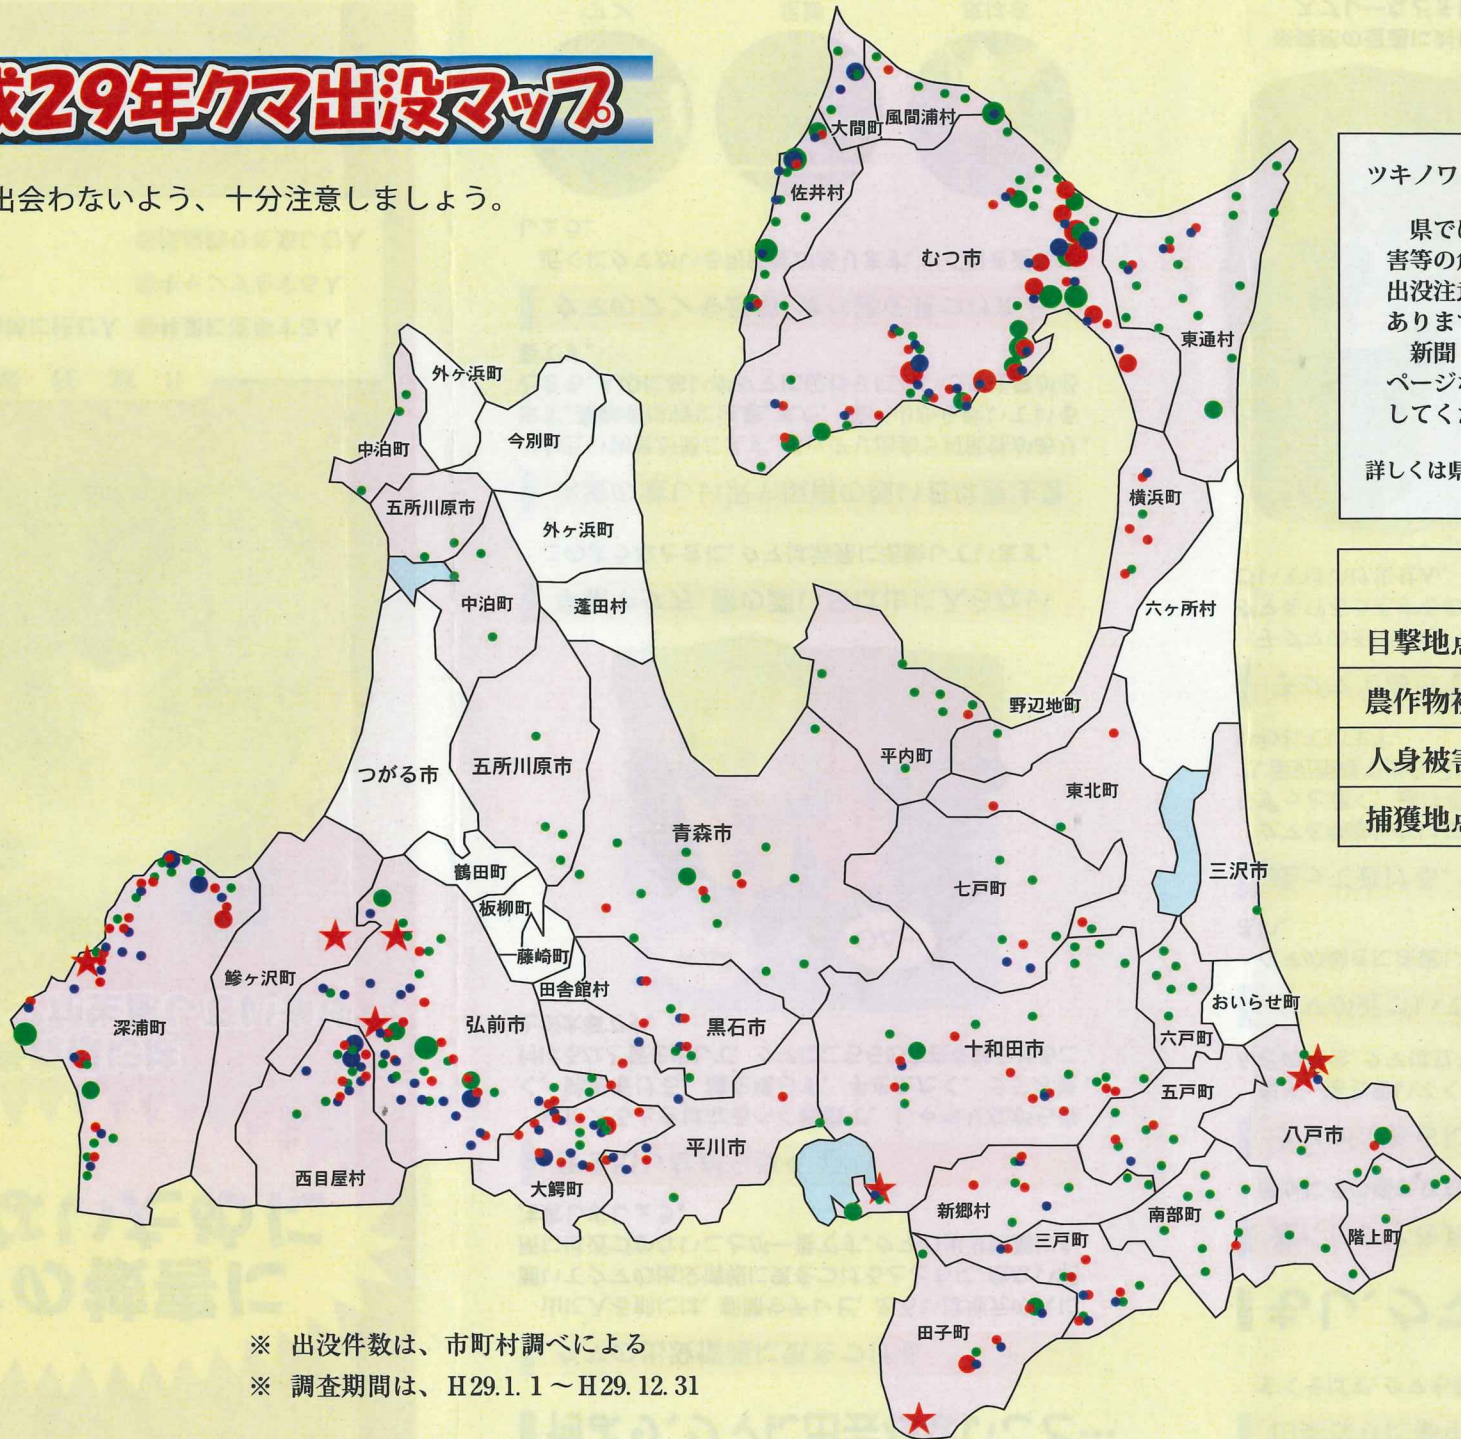 成29年クマ出没マップ
出会わないよう、十分注意しましょう。
大間町
風間浦村
佐井村
むつ市
東通村
ツキノワ
県では
出没注
あります
新聞
ページ
してくだ
詳しくは県
外ヶ浜町
今別町
中泊町
五所川原市
外ヶ浜町
横浜町
中泊町
蓬田村
六ヶ所村
目撃地点
農作物被
人身被害
捕獲地点
野辺地町
平内町
つがる市
五所川原市
東北町
青森市
三沢市
鶴田町
七戸町
板柳町
藤崎町
鰺ヶ沢町
田舎館村
おいらせ町
深浦町
弘前市
黒石市
十和田市
六戸町
五戸町
八戸市
平川市
西目屋村
大鰐町
新郷村
南部町
三戸町
階上町
田子町
※ 出没件数は、市町村調べによる
※ 調査期間は、H29.1.1～H29.12.31